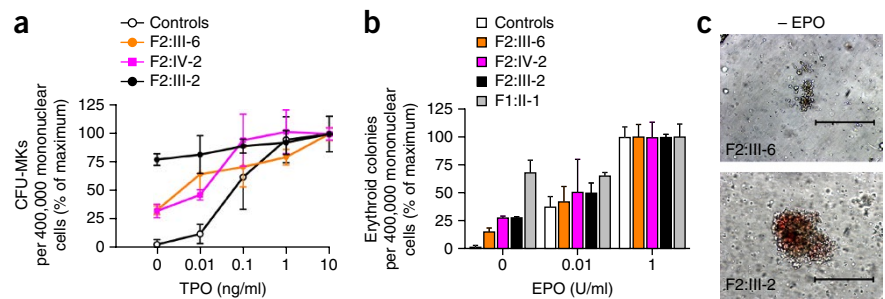 a
Controls
F2:III-6
F2:IV-2
F2:III-2
CFU-MKs
per 400,000 mononuclear
cells (% of maximum)
125
100
75
50
25
0
0 0.01 0.1 1 10
TPO (ng/ml)
b
Controls
F2:III-6
F2:IV-2
F2:III-2
F1:II-1
Erythroid colonies
per 400,000 mononuclear
cells (% of maximum)
125
100
75
50
25
0
0 0.01 1
EPO (U/ml)
c
– EPO
F2:III-6
F2:III-2